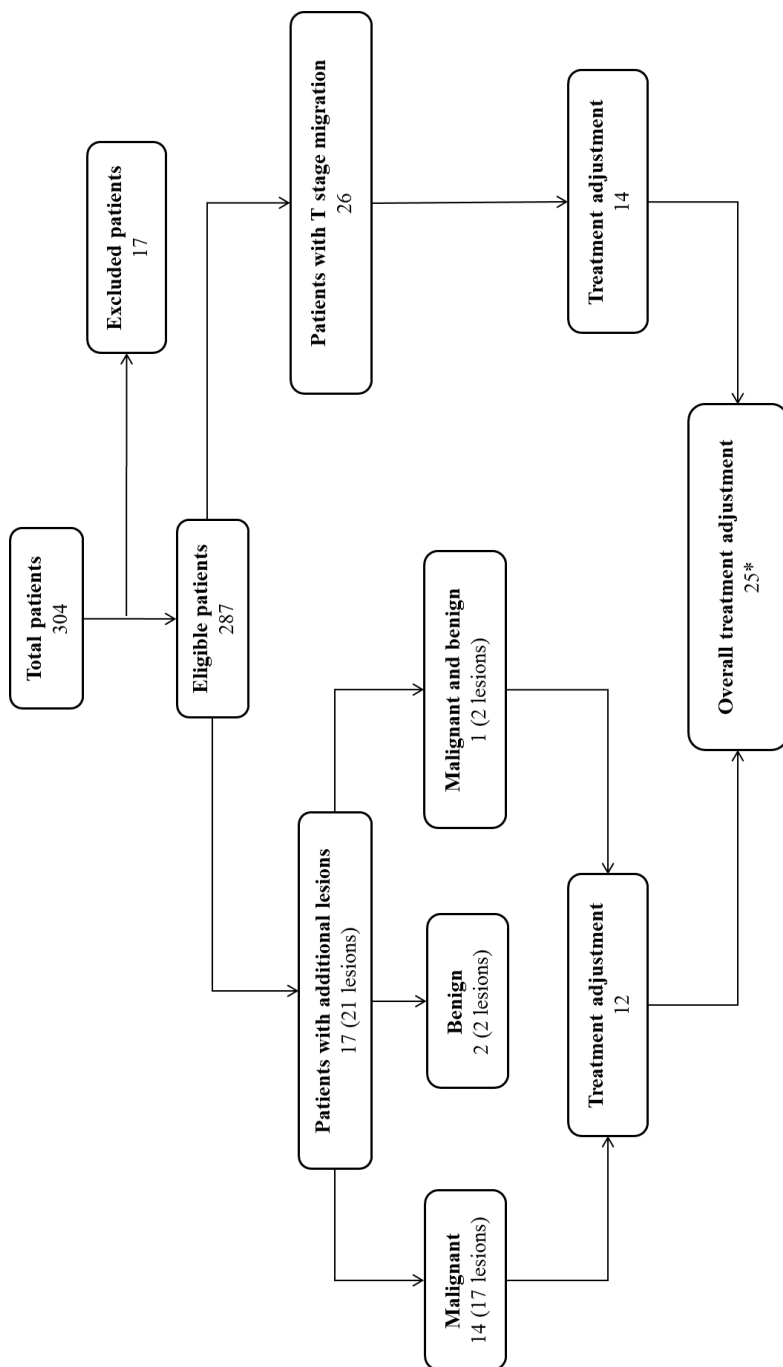 Total patients
304
Excluded patients
17
Eligible patients
287
Patients with additional lesions
17 (21 lesions)
Patients with T stage migration
26
Malignant
14 (17 lesions)
Benign
2 (2 lesions)
Malignant and benign
1 (2 lesions)
Treatment adjustment
12
Treatment adjustment
14
Overall treatment adjustment
25*